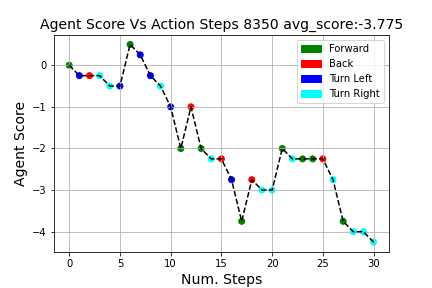 Agent Score Vs Action Steps 8350 avg_score:-3.775
Forward
Back
Turn Left
Turn Right
Agent Score
0
−1
−2
−3
−4
0 5 10 15 20 25 30
Num. Steps